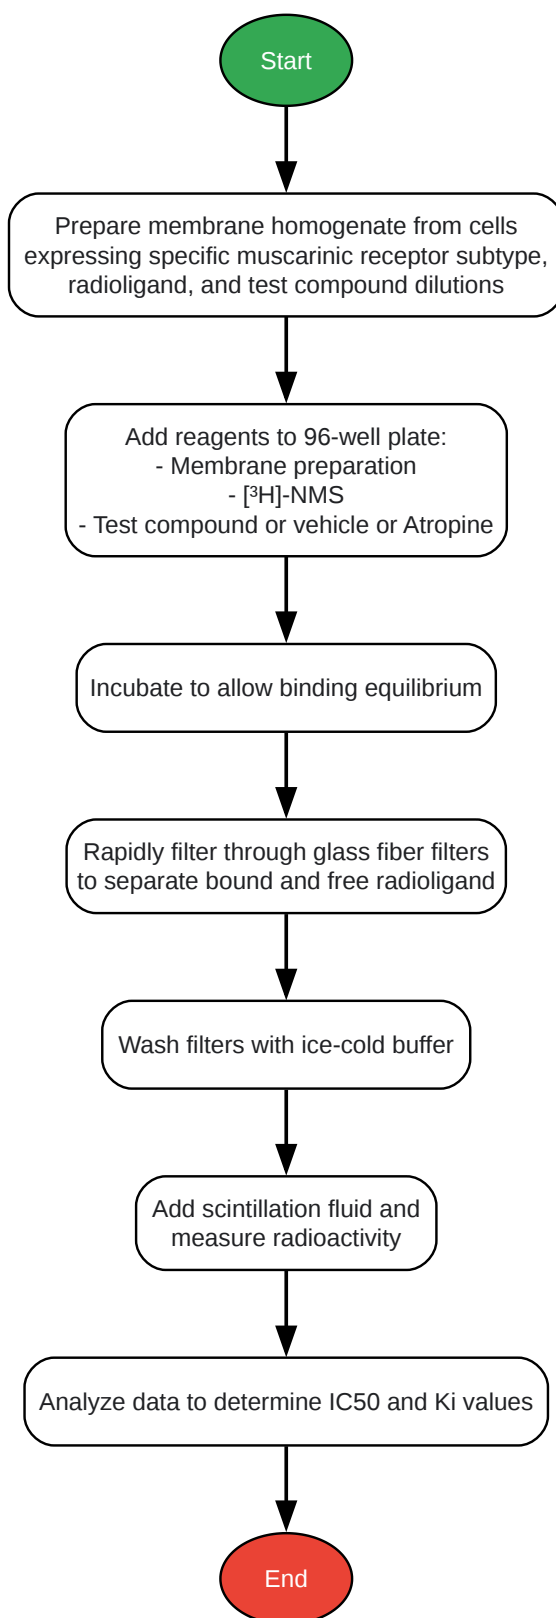 Start
Prepare membrane homogenate from cells
expressing specific muscarinic receptor subtype,
radioligand, and test compound dilutions
Add reagents to 96-well plate:
- Membrane preparation
- [³H]-NMS
- Test compound or vehicle or Atropine
Incubate to allow binding equilibrium
Rapidly filter through glass fiber filters
to separate bound and free radioligand
Wash filters with ice-cold buffer
Add scintillation fluid and
measure radioactivity
Analyze data to determine IC50 and Ki values
End